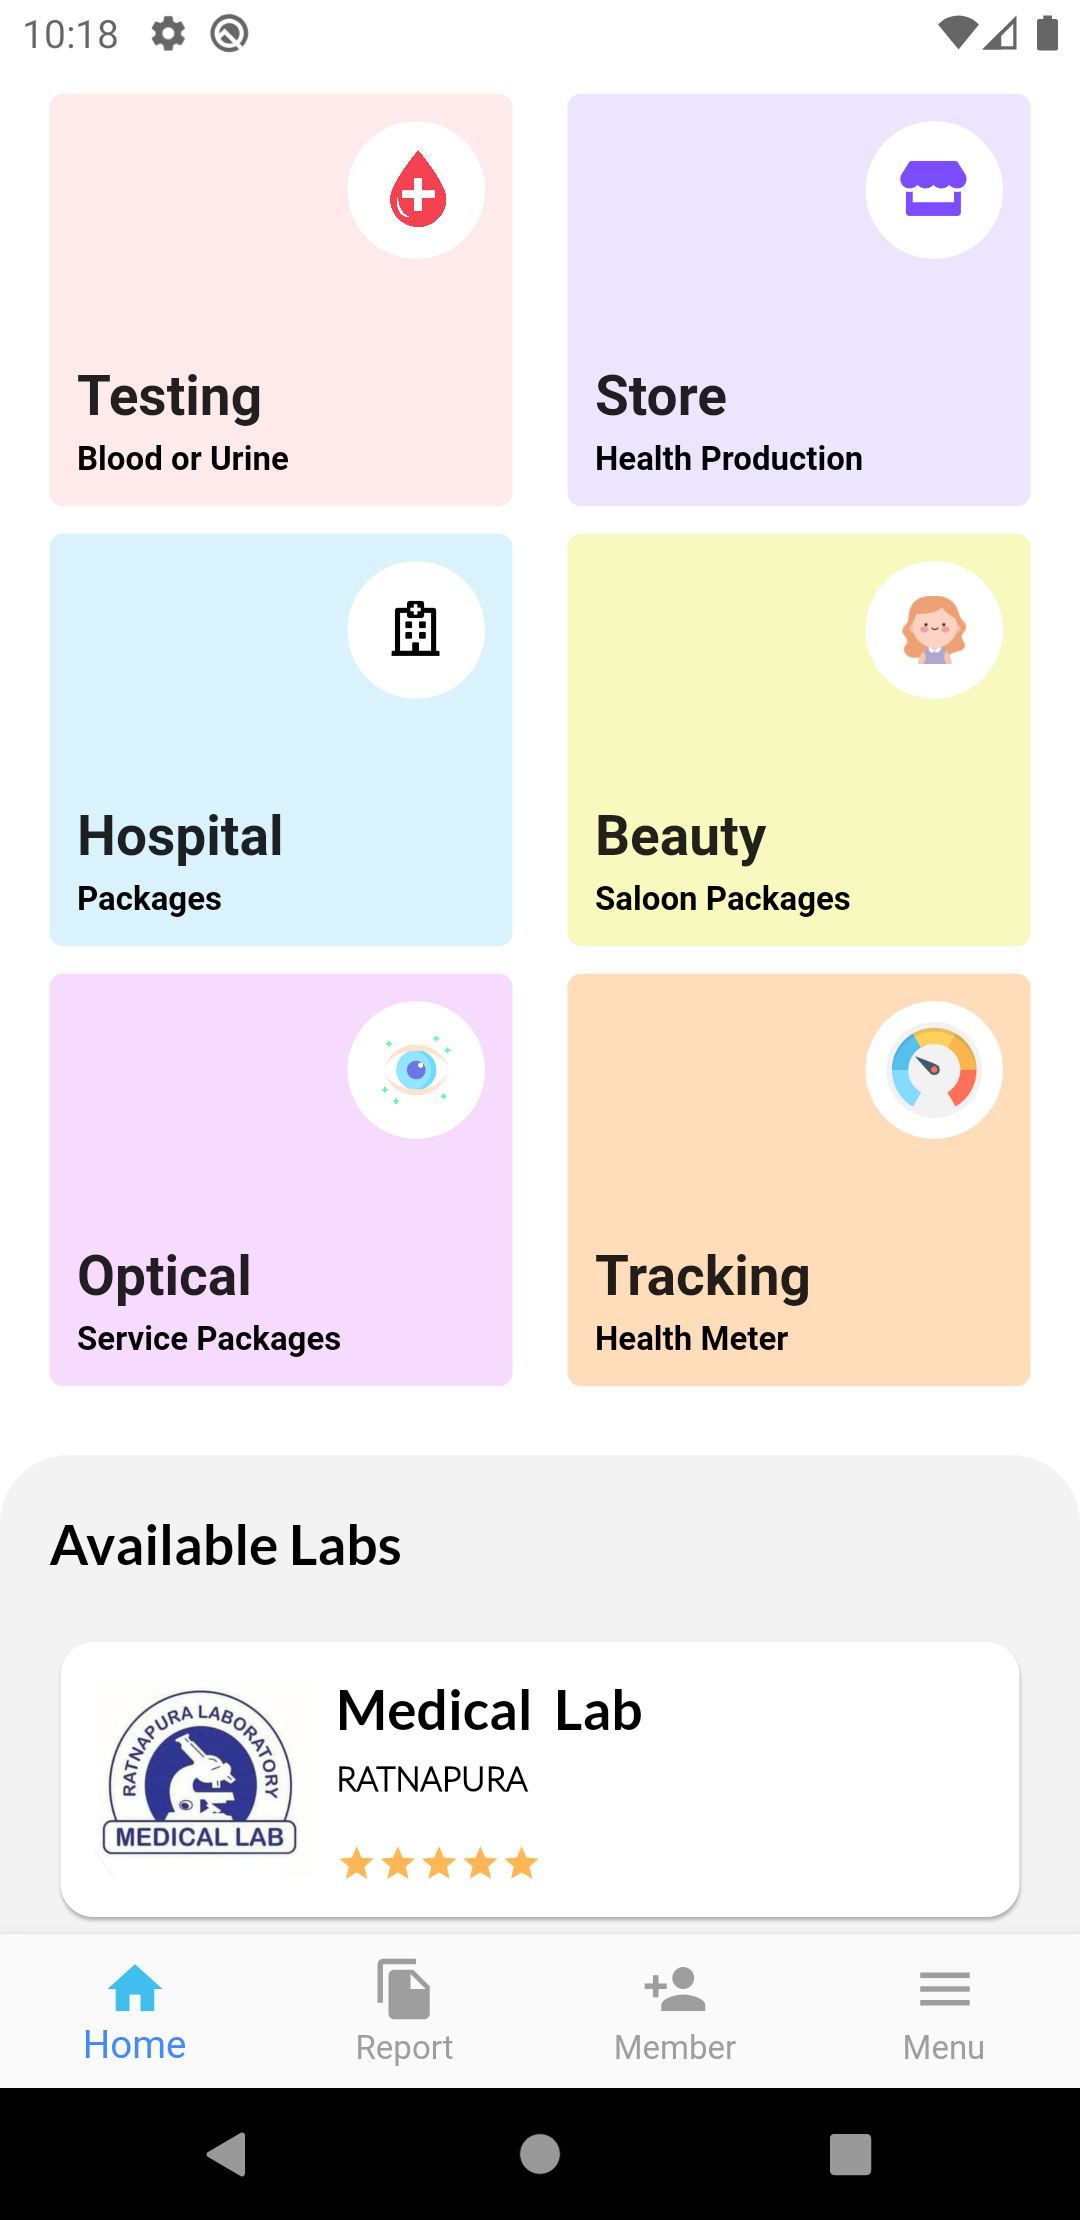 10:18
Testing
Blood or Urine
Store
Health Production
Hospital
Packages
Beauty
Saloon Packages
Optical
Service Packages
Tracking
Health Meter
Available Labs
RATNAPURA LABORATORY
MEDICAL LAB
Medical Lab
RATNAPURA
Home
Report
Member
Menu